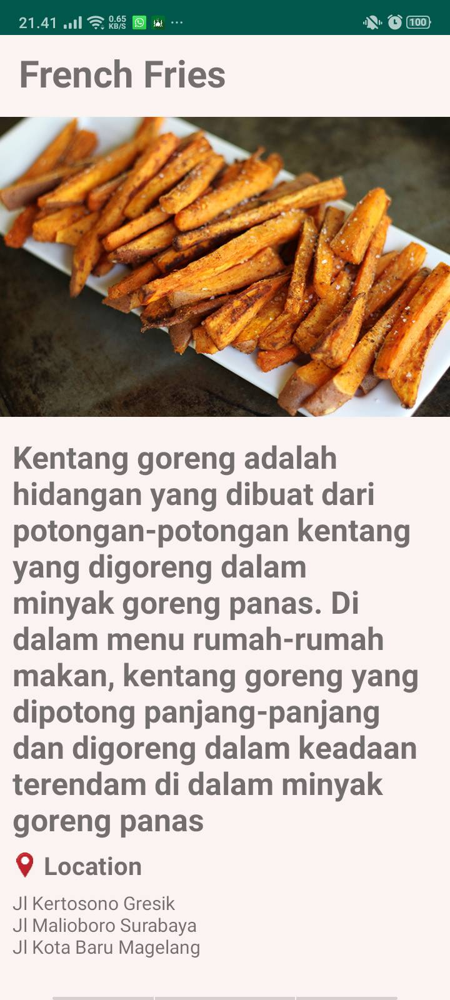 21.41 0.65 KB/S ... 100
French Fries
Kentang goreng adalah
hidangan yang dibuat dari
potongan-potongan kentang
yang digoreng dalam
minyak goreng panas. Di
dalam menu rumah-rumah
makan, kentang goreng yang
dipotong panjang-panjang
dan digoreng dalam keadaan
terendam di dalam minyak
goreng panas
Location
Jl Kertosono Gresik
Jl Malioboro Surabaya
Jl Kota Baru Magelang